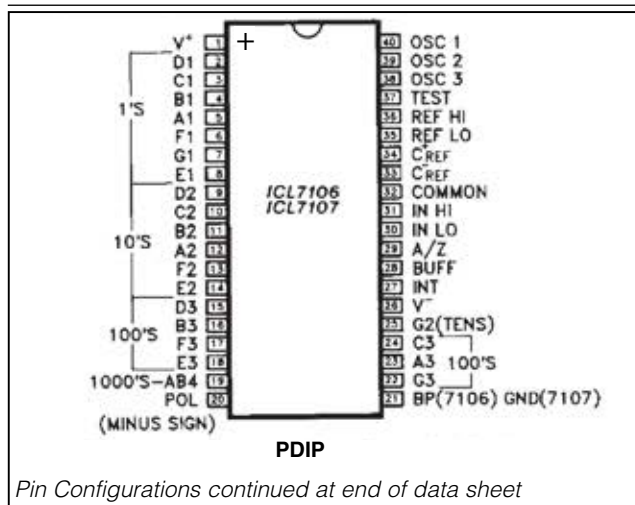 V+ 1 + 40 OSC 1
D1 2 39 OSC 2
C1 3 38 OSC 3
B1 4 37 TEST
1'S
A1 5 36 REF HI
F1 6 35 REF LO
G1 7 34 C+REF
E1 8 33 C-REF
D2 9 ICL7106 32 COMMON
C2 10 ICL7107 31 IN HI
B2 11 30 IN LO
10'S
A2 12 29 A/Z
F2 13 28 BUFF
E2 14 27 INT
D3 15 26 V-
B3 16 25 G2(TENS)
100'S
F3 17 24 C3
E3 18 23 A3 100'S
1000'S-AB4 19 22 G3
POL 20 21 BP(7106) GND(7107)
(MINUS SIGN)
PDIP
Pin Configurations continued at end of data sheet